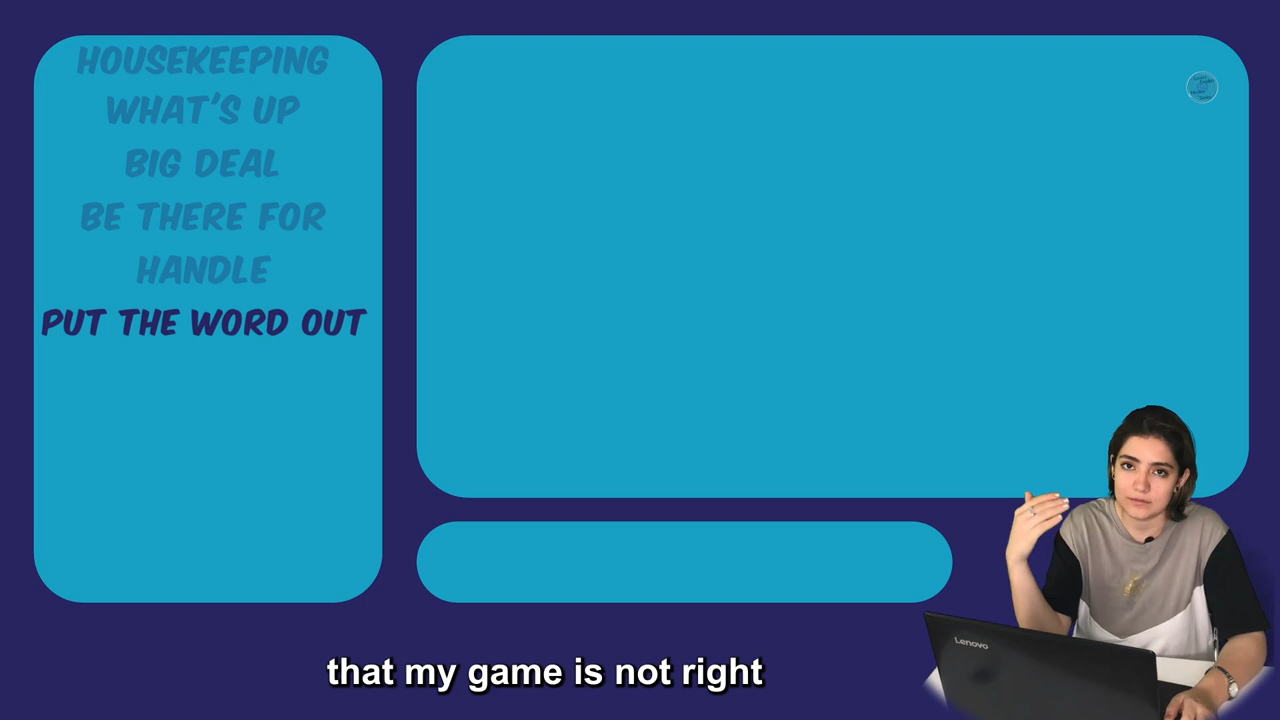 HOUSEKEEPING
WHAT'S UP
BIG DEAL
BE THERE FOR
HANDLE
PUT THE WORD OUT
Lenovo
that my game is not right